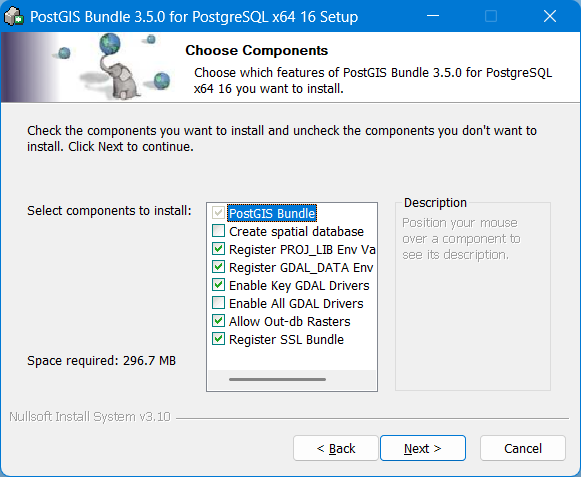 PostGIS Bundle 3.5.0 for PostgreSQL x64 16 Setup
Choose Components
Choose which features of PostGIS Bundle 3.5.0 for PostgreSQL
x64 16 you want to install.
Check the components you want to install and uncheck the components you don't want to
install. Click Next to continue.
Select components to install:
PostGIS Bundle
Create spatial database
Register PROJ_LIB Env Va
Register GDAL_DATA Env
Enable Key GDAL Drivers
Enable All GDAL Drivers
Allow Out-db Rasters
Register SSL Bundle
Description
Position your mouse
over a component to
see its description.
Space required: 296.7 MB
Nullsoft Install System v3.10
< Back
Next >
Cancel